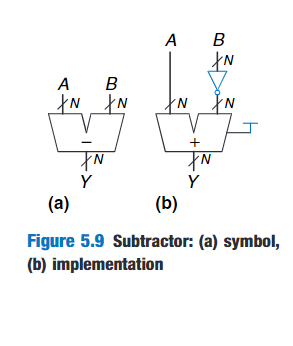 A B
N
A B
N N N N
− +
N N
Y Y
(a) (b)
Figure 5.9 Subtractor: (a) symbol,
(b) implementation